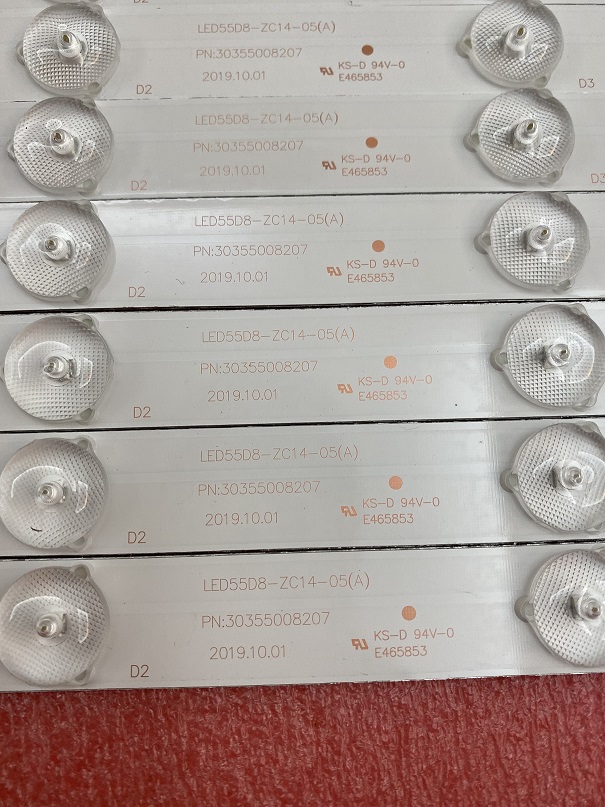 D2
LED55D8-ZC14-05(A)
PN:30355008207
2019.10.01
KS-D 94V-0
E465853
D2
D3
LED55D8-ZC14-05(A)
PN:30355008207
2019.10.01
KS-D 94V-0
E465853
D2
D3
LED55D8-ZC14-05(A)
PN:30355008207
2019.10.01
KS-D 94V-0
E465853
D2
LED55D8-ZC14-05(A)
PN:30355008207
2019.10.01
KS-D 94V-0
E465853
D2
LED55D8-ZC14-05(A)
PN:30355008207
2019.10.01
KS-D 94V-0
E465853
D2
LED55D8-ZC14-05(A)
PN:30355008207
2019.10.01
KS-D 94V-0
E465853
D2